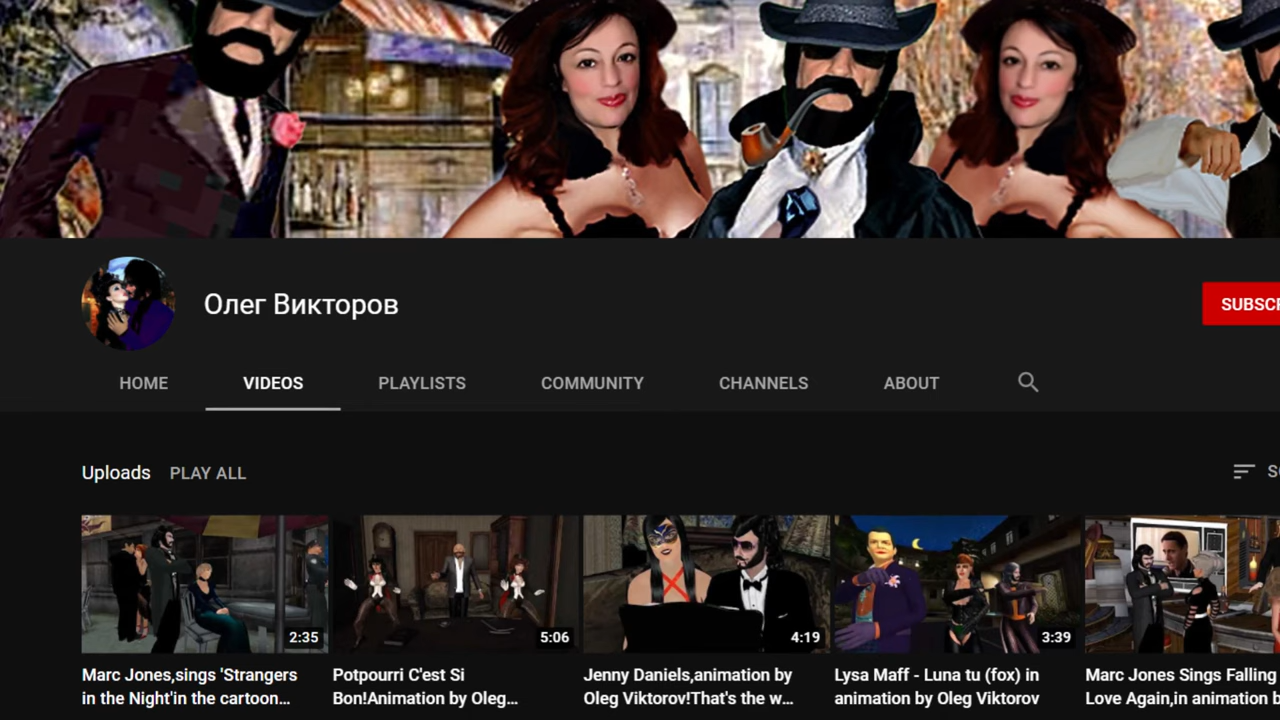 Олег Викторов
SUBSC
HOME VIDEOS PLAYLISTS COMMUNITY CHANNELS ABOUT
Uploads PLAY ALL
2:35 5:06 4:19 3:39
Marc Jones,sings 'Strangers
in the Night'in the cartoon...
Potpourri C'est Si
Bon!Animation by Oleg...
Jenny Daniels,animation by
Oleg Viktorov!That's the w...
Lysa Maff - Luna tu (fox) in
animation by Oleg Viktorov
Marc Jones Sings Falling
Love Again,in animation b